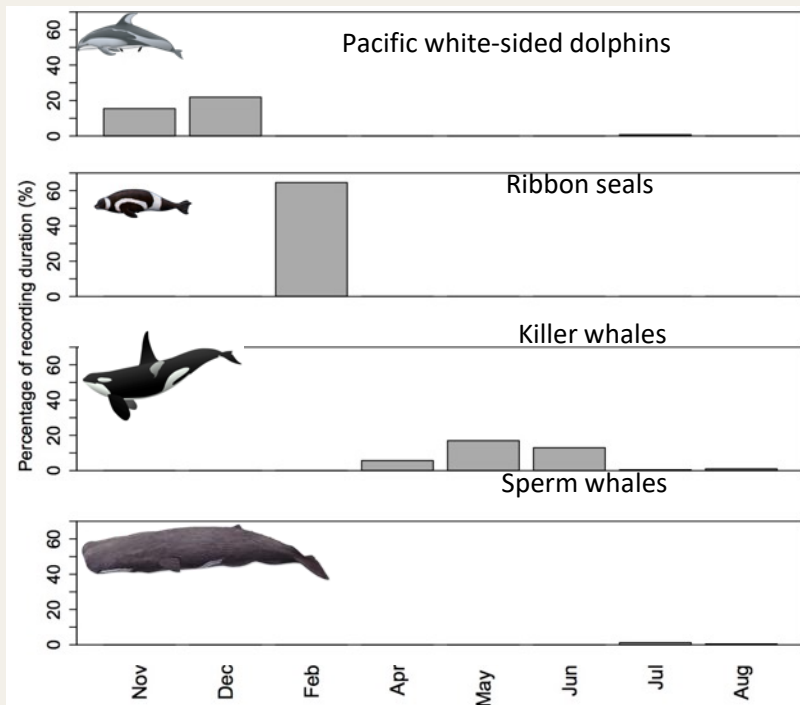 Pacific white-sided dolphins
60
40
20
0
Ribbon seals
60
40
20
0
Percentage of recording duration (%)
Killer whales
60
40
20
0
Sperm whales
60
40
20
0
Nov Dec Feb Apr May Jun Jul Aug